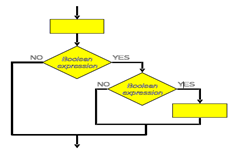 NO
Boolean
expression
YES
NO
Boolean
expression
YES